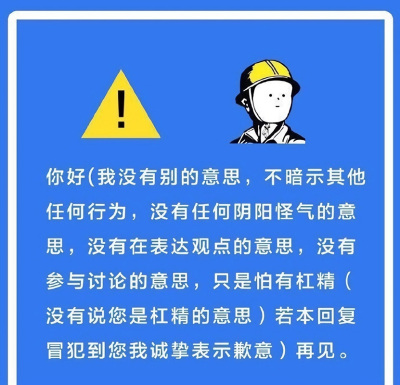 你好(我没有别的意思，不暗示其他
任何行为，没有任何阴阳怪气的意
思，没有在表达观点的意思，没有
参与讨论的意思，只是怕有杠精（
没有说您是杠精的意思）若本回复
冒犯到您我诚挚表示歉意）再见。